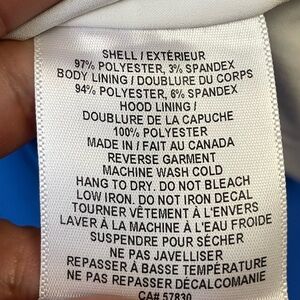 SHELL / EXTÉRIEUR
97% POLYESTER, 3% SPANDEX
BODY LINING / DOUBLURE DU CORPS
94% POLYESTER, 6% SPANDEX
HOOD LINING /
DOUBLURE DE LA CAPUCHE
100% POLYESTER
MADE IN / FAIT AU CANADA
REVERSE GARMENT
MACHINE WASH COLD
HANG TO DRY. DO NOT BLEACH
LOW IRON. DO NOT IRON DECAL
TOURNER VÊTEMENT À L'ENVERS
LAVER À LA MACHINE À L'EAU FROIDE
SUSPENDRE POUR SÉCHER
NE PAS JAVELLISER
REPASSER À BASSE TEMPÉRATURE
NE PAS REPASSER DÉCALCOMANIE
CA# 57830